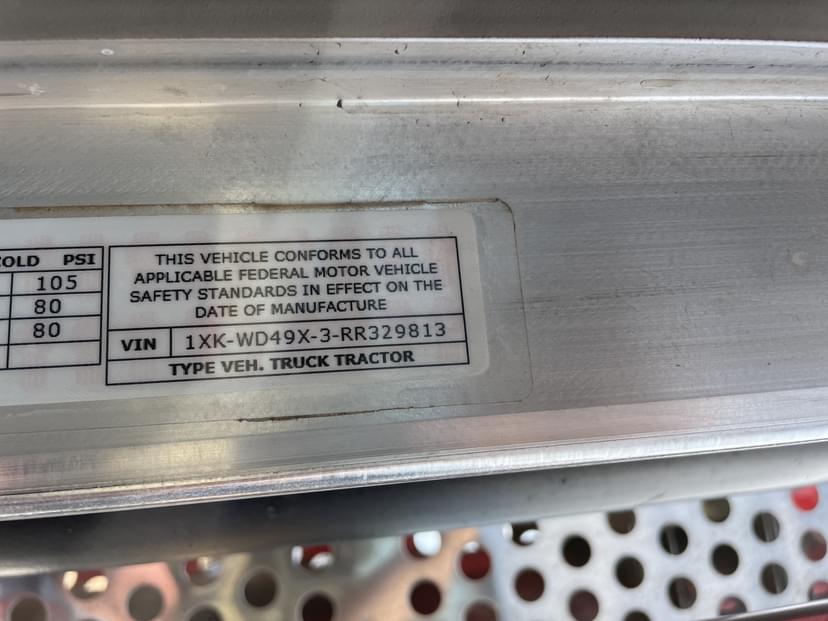 OLD PSI
105
80
80
THIS VEHICLE CONFORMS TO ALL
APPLICABLE FEDERAL MOTOR VEHICLE
SAFETY STANDARDS IN EFFECT ON THE
DATE OF MANUFACTURE
VIN 1XK-WD49X-3-RR329813
TYPE VEH. TRUCK TRACTOR